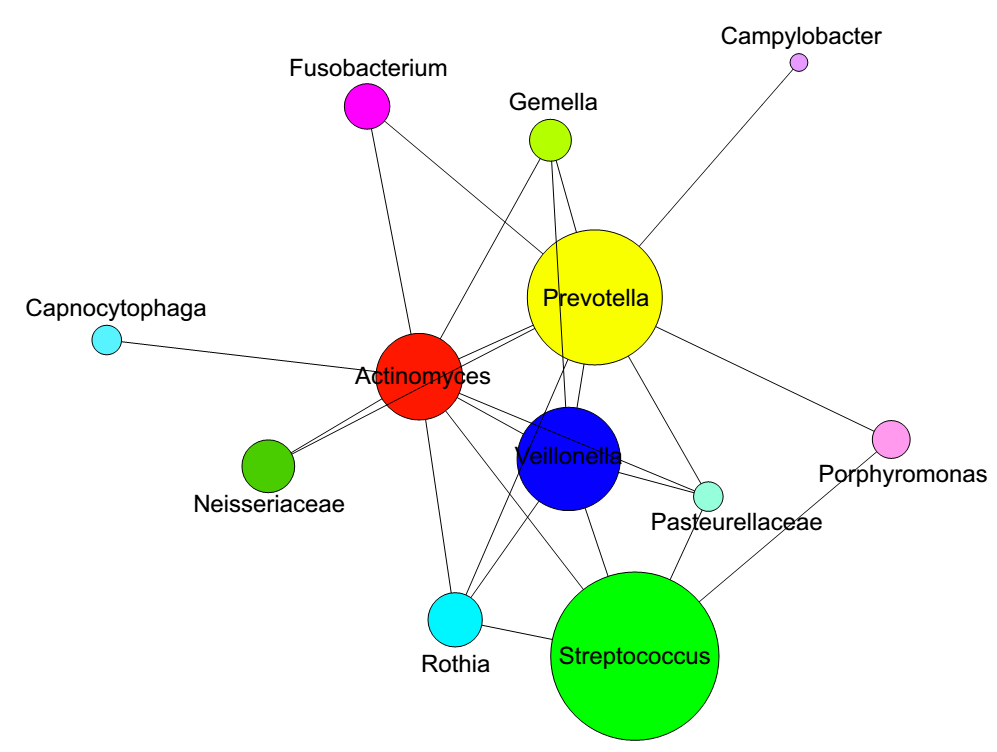 Campylobacter
Fusobacterium
Gemella
Prevotella
Capnocytophaga
Actinomyces
Veillonella
Porphyromonas
Neisseriaceae
Pasteurellaceae
Streptococcus
Rothia